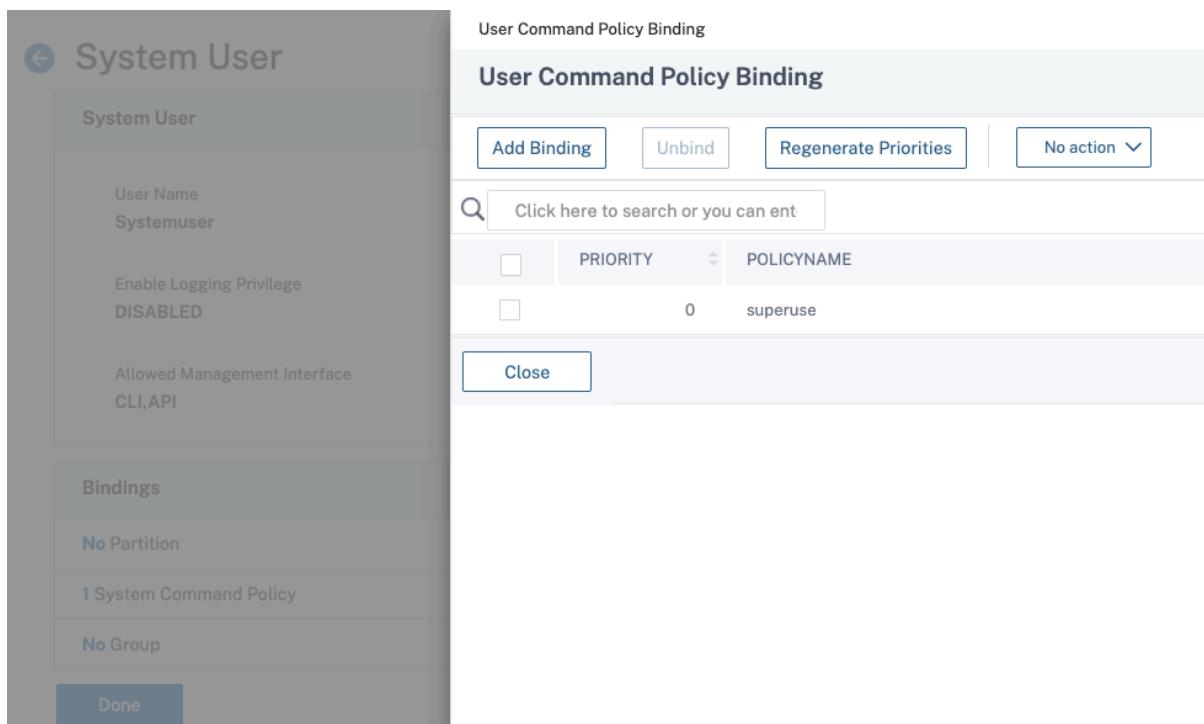 System User
System User
User Name
Systemuser
Enable Logging Privilege
DISABLED
Allowed Management Interface
CLI,API
Bindings
No Partition
1 System Command Policy
No Group
Done
User Command Policy Binding
User Command Policy Binding
Add Binding
Unbind
Regenerate Priorities
No action
Click here to search or you can ent
PRIORITY
POLICYNAME
0
superuse
Close